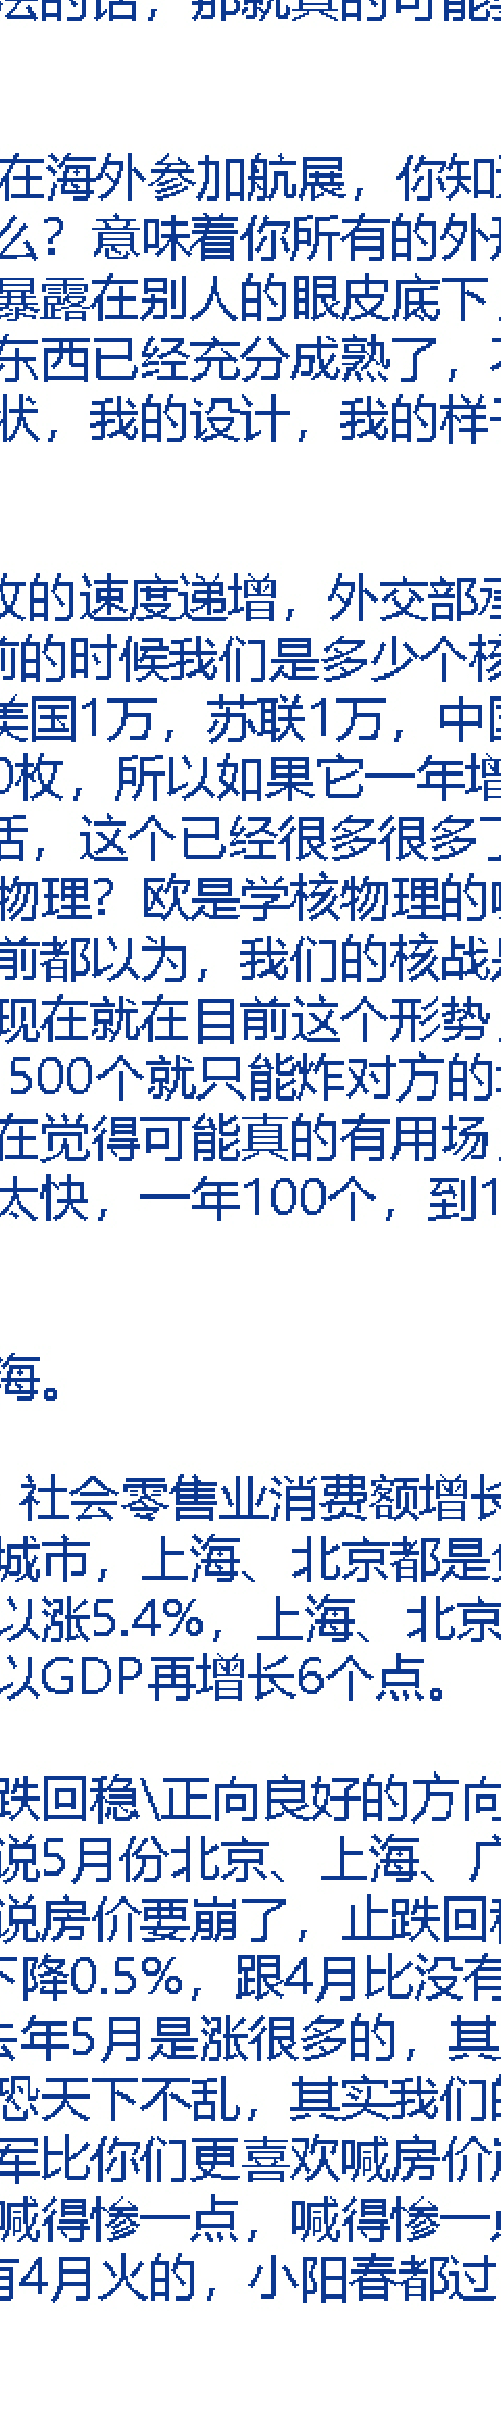 的话，那就真的可能
在海外参加航展，你知
么？意味着你所有的外
暴露在别人的眼皮底下，
东西已经充分成熟了，
状，我的设计，我的样
枚的速度递增，外交部
前的时候我们是多少个核
美国1万，苏联1万，中国
0枚，所以如果它一年增
话，这个已经很多很多了
物理？欧是学核物理的
前都以为，我们的核战
现在就在目前这个形势，
500个就只能炸对方的
在觉得可能真的有用场，
太快，一年100个，到1
海。
社会零售业消费额增长
城市，上海、北京都是
以涨5.4%，上海、北京
以GDP再增长6个点。
跌回稳\正向良好的方向
说5月份北京、上海、广
说房价要崩了，止跌回稳
下降0.5%，跟4月比没有
去年5月是涨很多的，其
恐天下不乱，其实我们的
军比你们更喜欢喊房价
喊得惨一点，喊得惨一点
有4月火的，小阳春都过